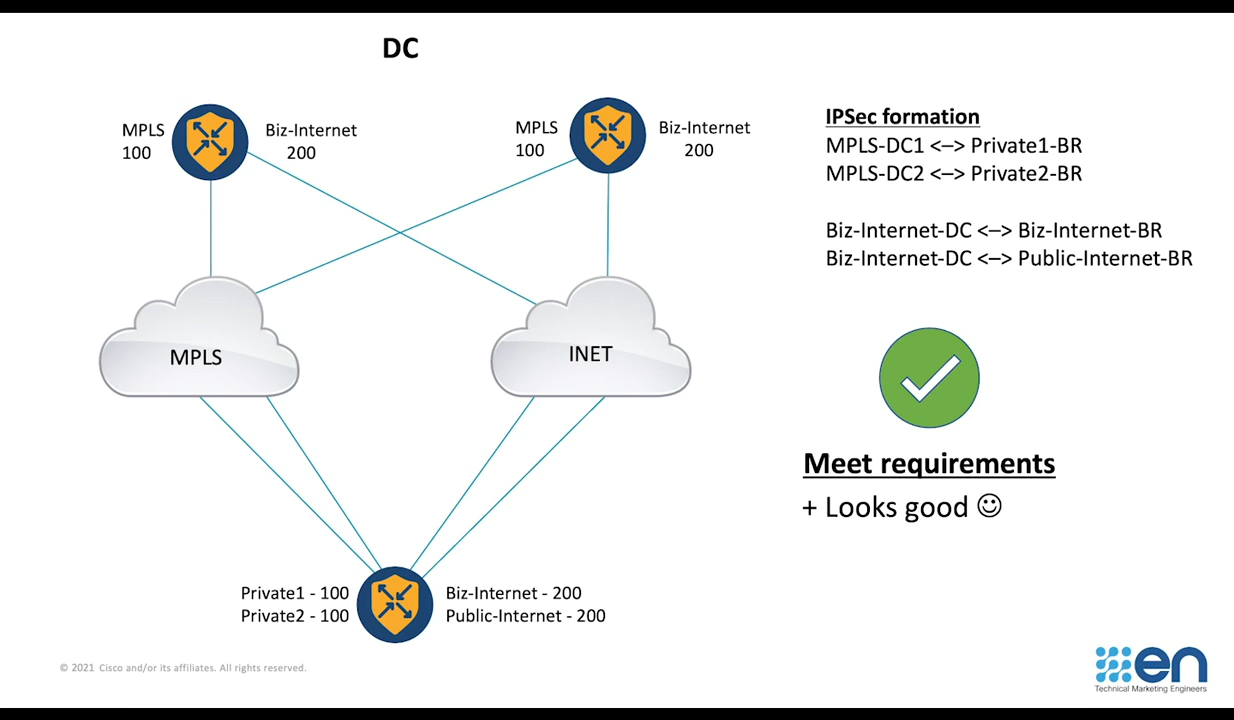 DC
MPLS
100
Biz-Internet
200
MPLS
100
Biz-Internet
200
IPSec formation
MPLS-DC1 <–> Private1-BR
MPLS-DC2 <–> Private2-BR
Biz-Internet-DC <–> Biz-Internet-BR
Biz-Internet-DC <–> Public-Internet-BR
MPLS
INET
Meet requirements
+ Looks good ☺
Private1 - 100
Private2 - 100
Biz-Internet - 200
Public-Internet - 200
© 2021 Cisco and/or its affiliates. All rights reserved.
en
Technical Marketing Engineers